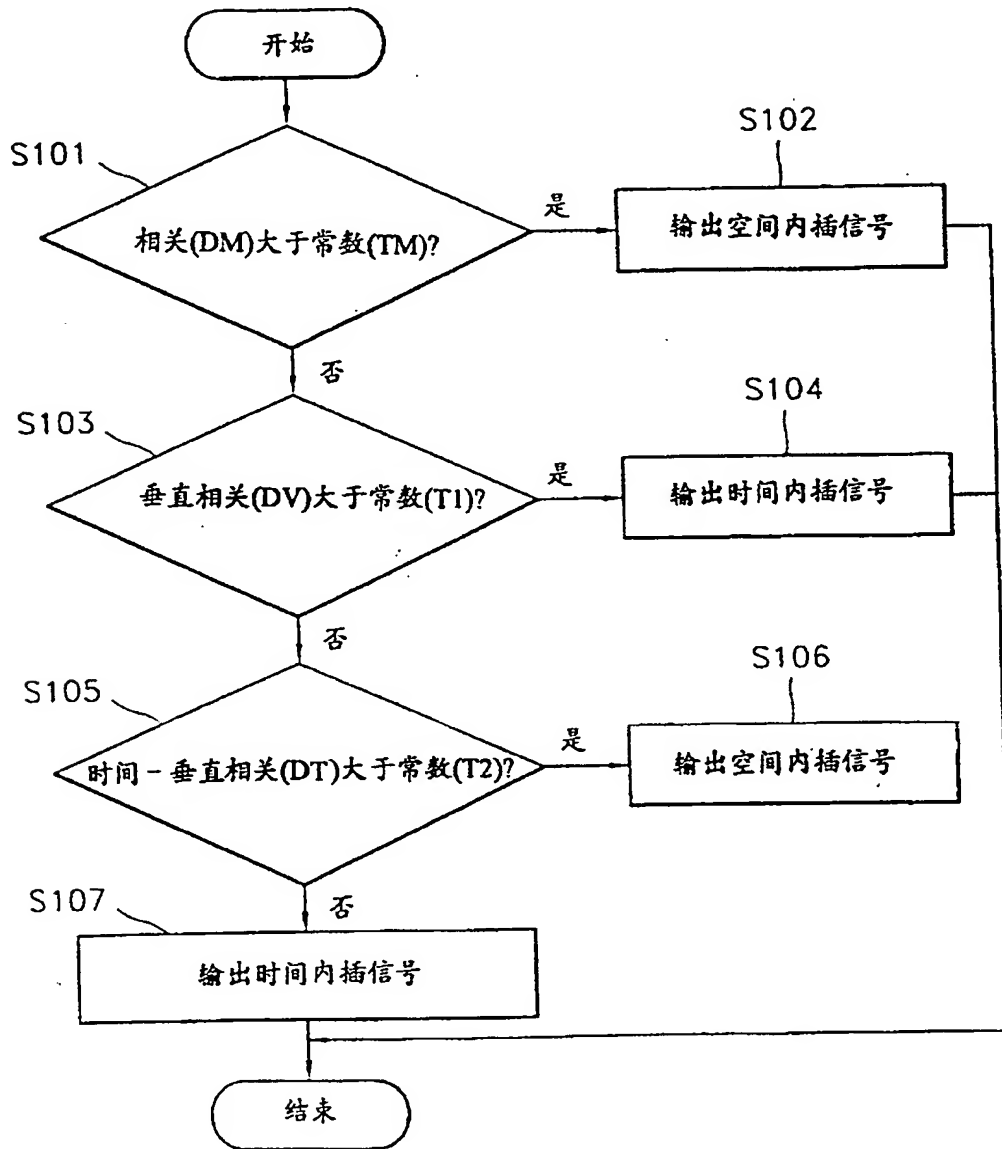 开始
S101
相关(DM)大于常数(TM)?
是
S102
输出空间内插信号
否
S103
垂直相关(DV)大于常数(T1)?
是
S104
输出时间内插信号
否
S105
时间-垂直相关(DT)大于常数(T2)?
是
S106
输出空间内插信号
否
S107
输出时间内插信号
结束